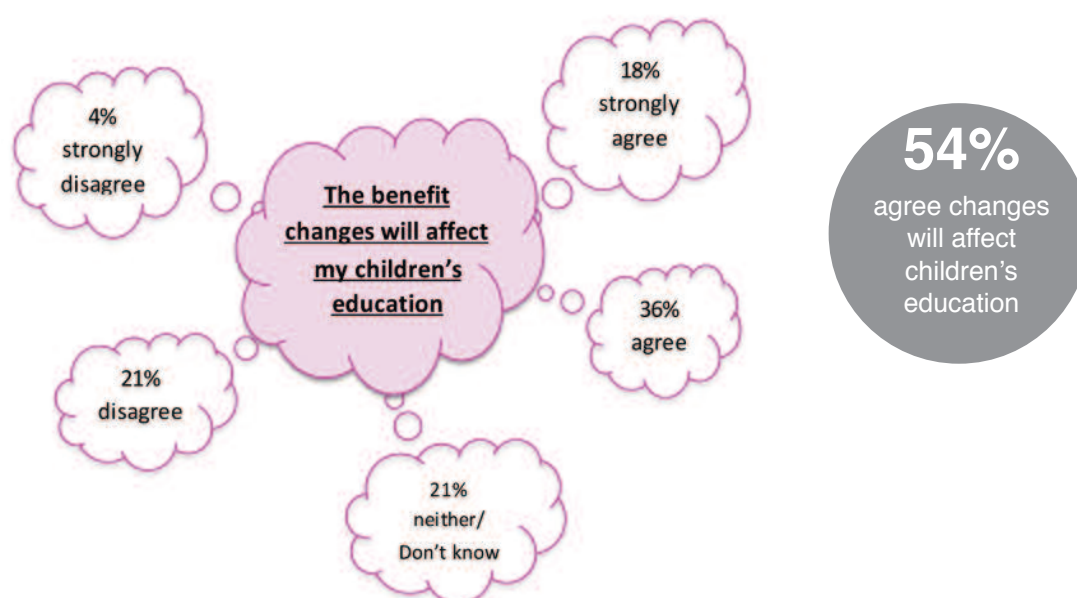 4%
strongly
disagree
18%
strongly
agree
The benefit
changes will affect
my children's
education
36%
agree
21%
disagree
21%
neither/
Don't know
54%
agree changes
will affect
children's
education